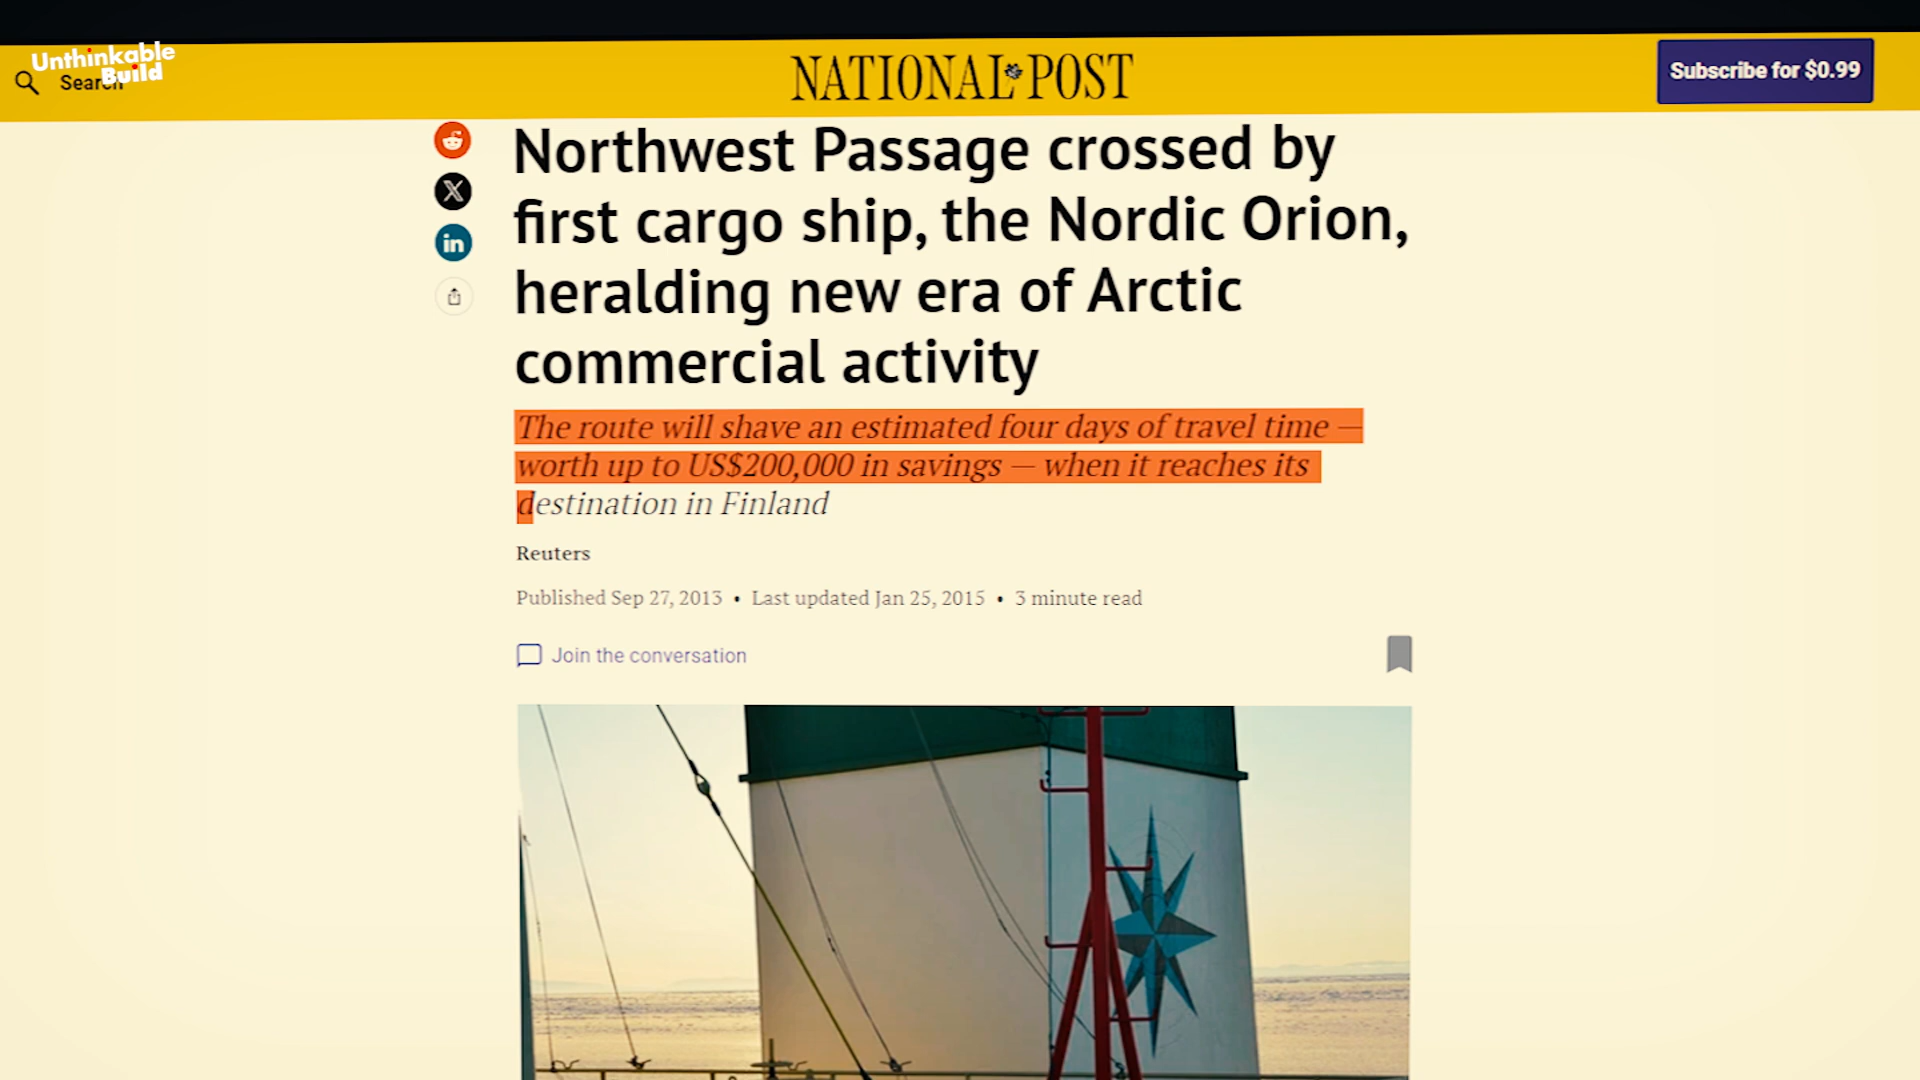 Unthinkable
Build
Search
NATIONAL POST
Subscribe for $0.99
Northwest Passage crossed by
first cargo ship, the Nordic Orion,
heralding new era of Arctic
commercial activity
The route will shave an estimated four days of travel time —
worth up to US$200,000 in savings — when it reaches its
destination in Finland
Reuters
Published Sep 27, 2013 • Last updated Jan 25, 2015 • 3 minute read
Join the conversation